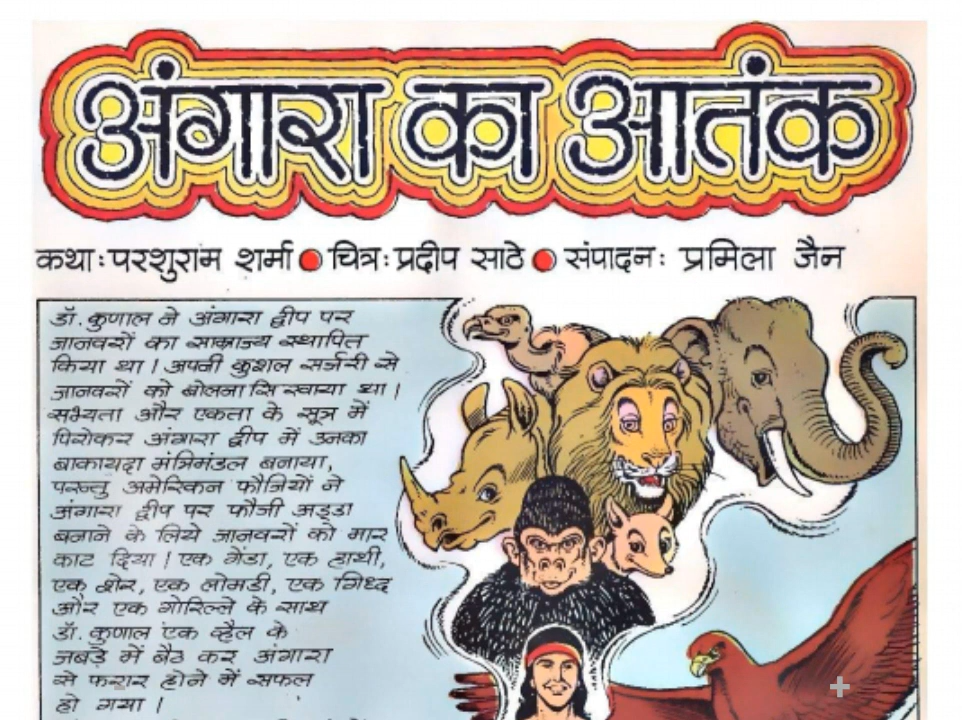 अंगारा का आतंक
कथा: परशुराम शर्मा ● चित्र: प्रदीप साठे ● संपादन: प्रमिला जैन
डॉ. कुणाल ने अंगारा द्वीप पर
जानवरों का साम्राज्य स्थापित
किया था। अपनी कुशल सर्जरी से
जानवरों को बोलना सिखाया था।
सभ्यता और एकता के सूत्र में
पिरोकर अंगारा द्वीप में उनका
बाकायदा मंत्रिमंडल बनाया,
परन्तु अमेरिकन फौजियों ने
अंगारा द्वीप पर फौजी अड्डा
बनाने के लिये जानवरों को मार
काट दिया। एक गेंडा, एक हाथी,
एक शेर, एक लोमड़ी, एक गिध्द
और एक गोरिल्ले के साथ
डॉ. कुणाल एक व्हैल के
जबड़े में बैठ कर अंगारा
से फरार होने में सफल
हो गया।